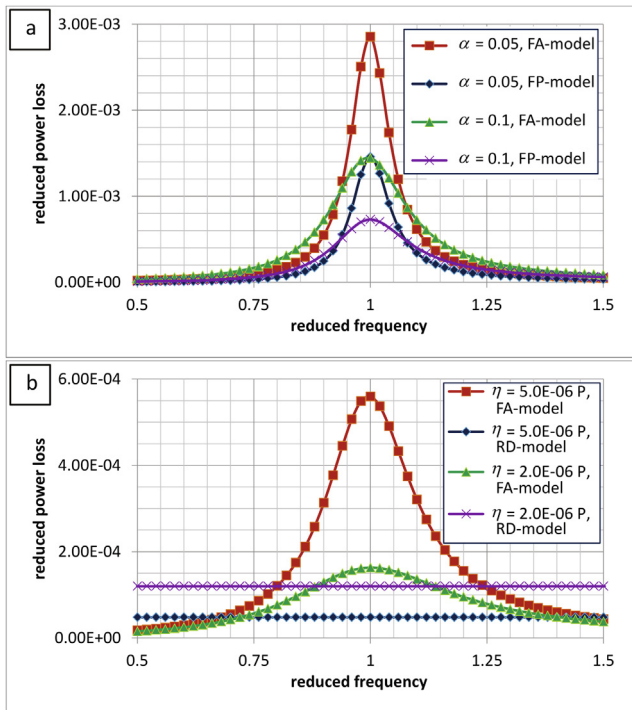 a
3.00E-03
2.00E-03
1.00E-03
0.00E+00
reduced power loss
α = 0.05, FA-model
α = 0.05, FP-model
α = 0.1, FA-model
α = 0.1, FP-model
0.5 0.75 1 1.25 1.5
reduced frequency
b
6.00E-04
4.00E-04
2.00E-04
0.00E+00
reduced power loss
η = 5.0E-06 P,
FA-model
η = 5.0E-06 P,
RD-model
η = 2.0E-06 P,
FA-model
η = 2.0E-06 P,
RD-model
0.5 0.75 1 1.25 1.5
reduced frequency